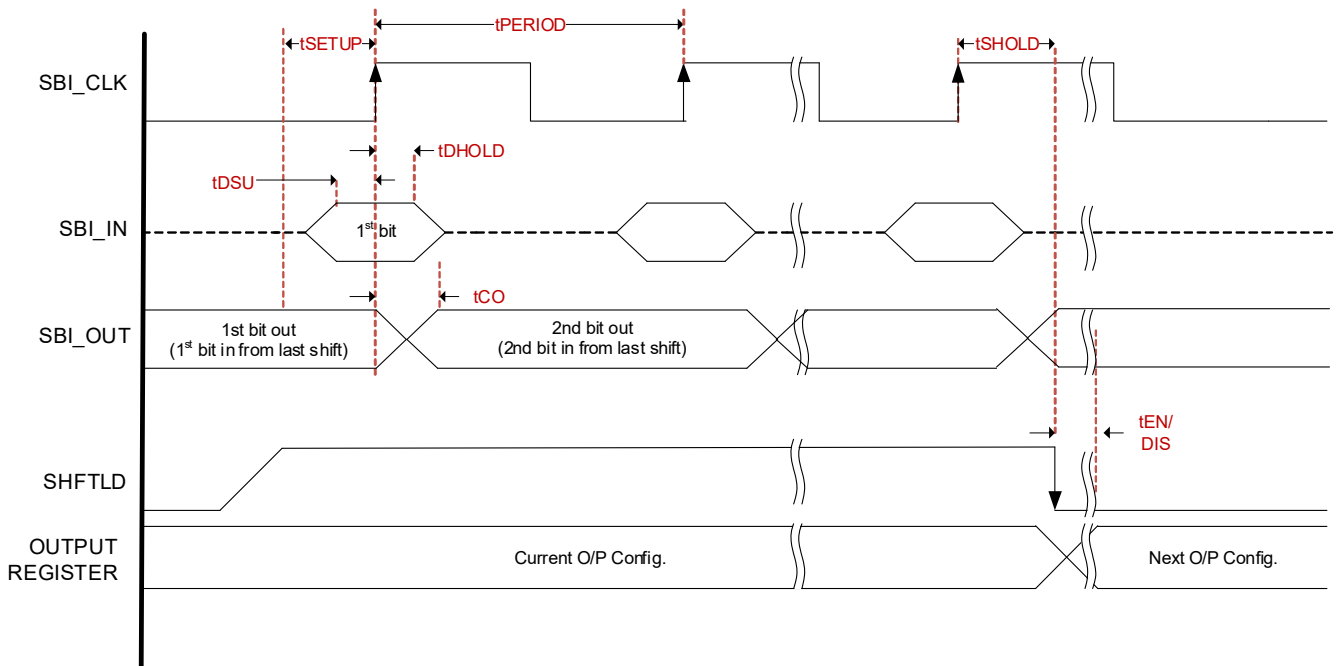 tPERIOD
tSETUP
tSHOLD
SBI_CLK
tDHOLD
tDSU
SBI_IN
1st bit
tCO
SBI_OUT
1st bit out
(1st bit in from last shift)
2nd bit out
(2nd bit in from last shift)
tEN/
DIS
SHFTLD
OUTPUT
REGISTER
Current O/P Config.
Next O/P Config.